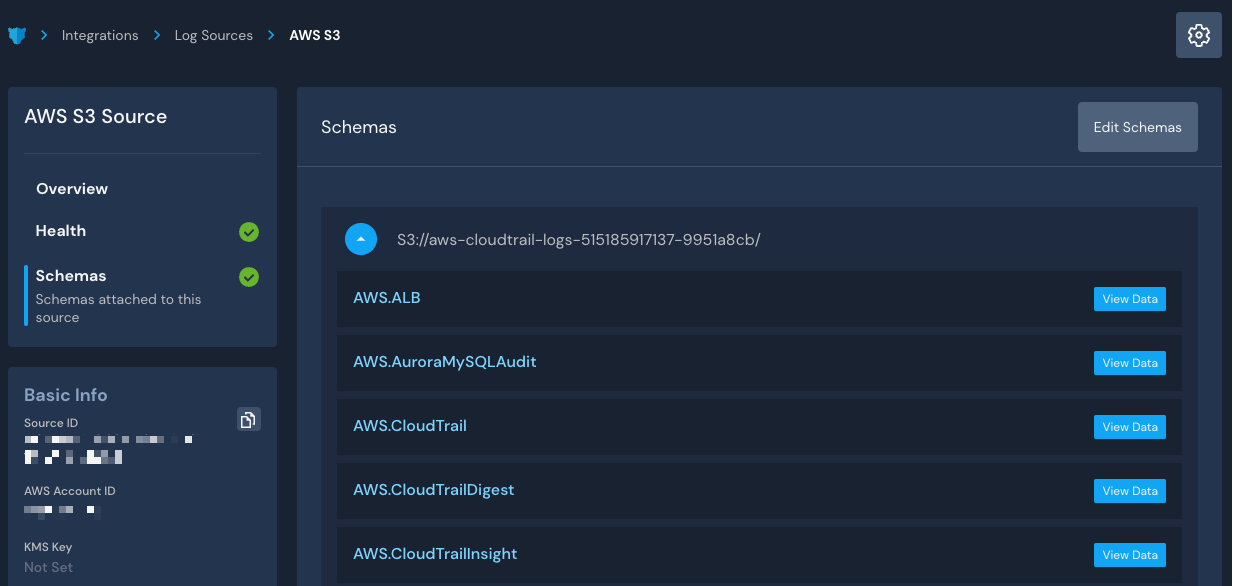 Integrations
Log Sources
AWS S3
AWS S3 Source
Overview
Health
Schemas
Schemas attached to this
source
Basic Info
Source ID
AWS Account ID
KMS Key
Not Set
Schemas
Edit Schemas
S3://aws-cloudtrail-logs-515185917137-9951a8cb/
AWS.ALB
View Data
AWS.AuroraMySQLAudit
View Data
AWS.CloudTrail
View Data
AWS.CloudTrailDigest
View Data
AWS.CloudTrailInsight
View Data